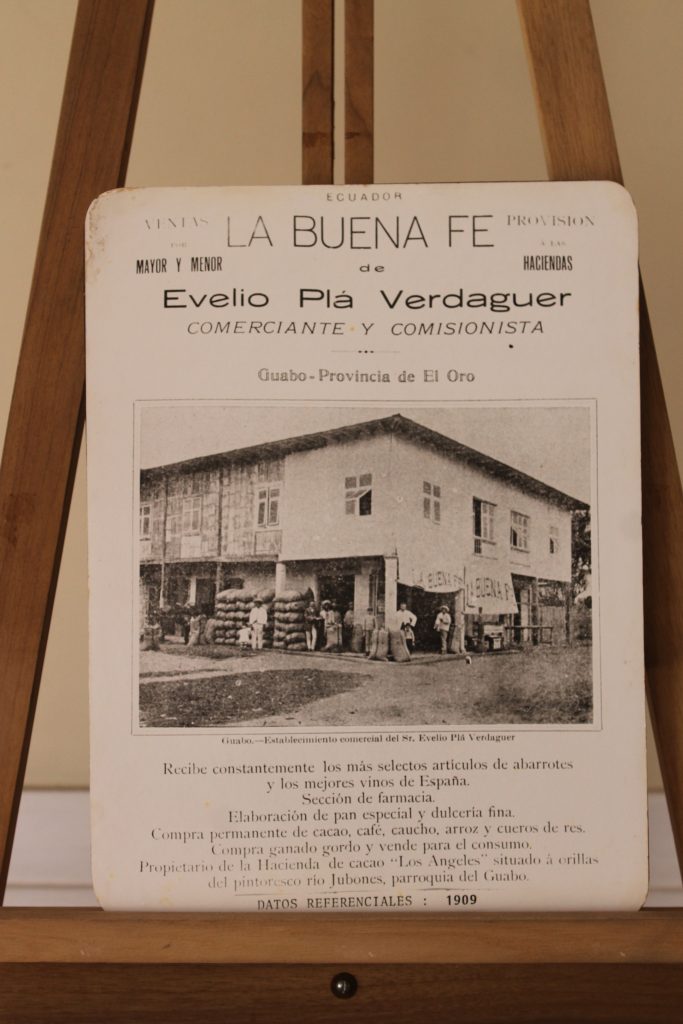 ECUADOR
VENTAS POR MAYOR Y MENOR
LA BUENA FE
PROVISION Á LAS HACIENDAS
de
Evelio Plá Verdaguer
COMERCIANTE Y COMISIONISTA
Guabo-Provincia de El Oro
LA BUENA FE
LA BUENA FE
Guabo.—Establecimiento comercial del Sr. Evelio Plá Verdaguer
Recibe constantemente los más selectos artículos de abarrotes
y los mejores vinos de España.
Sección de farmacia.
Elaboración de pan especial y dulcería fina.
Compra permanente de cacao, café, caucho, arroz y cueros de res.
Compra ganado gordo y vende para el consumo.
Propietario de la Hacienda de cacao "Los Angeles" situado á orillas
del pintoresco río Jubones, parroquia del Guabo.
DATOS REFERENCIALES : 1909